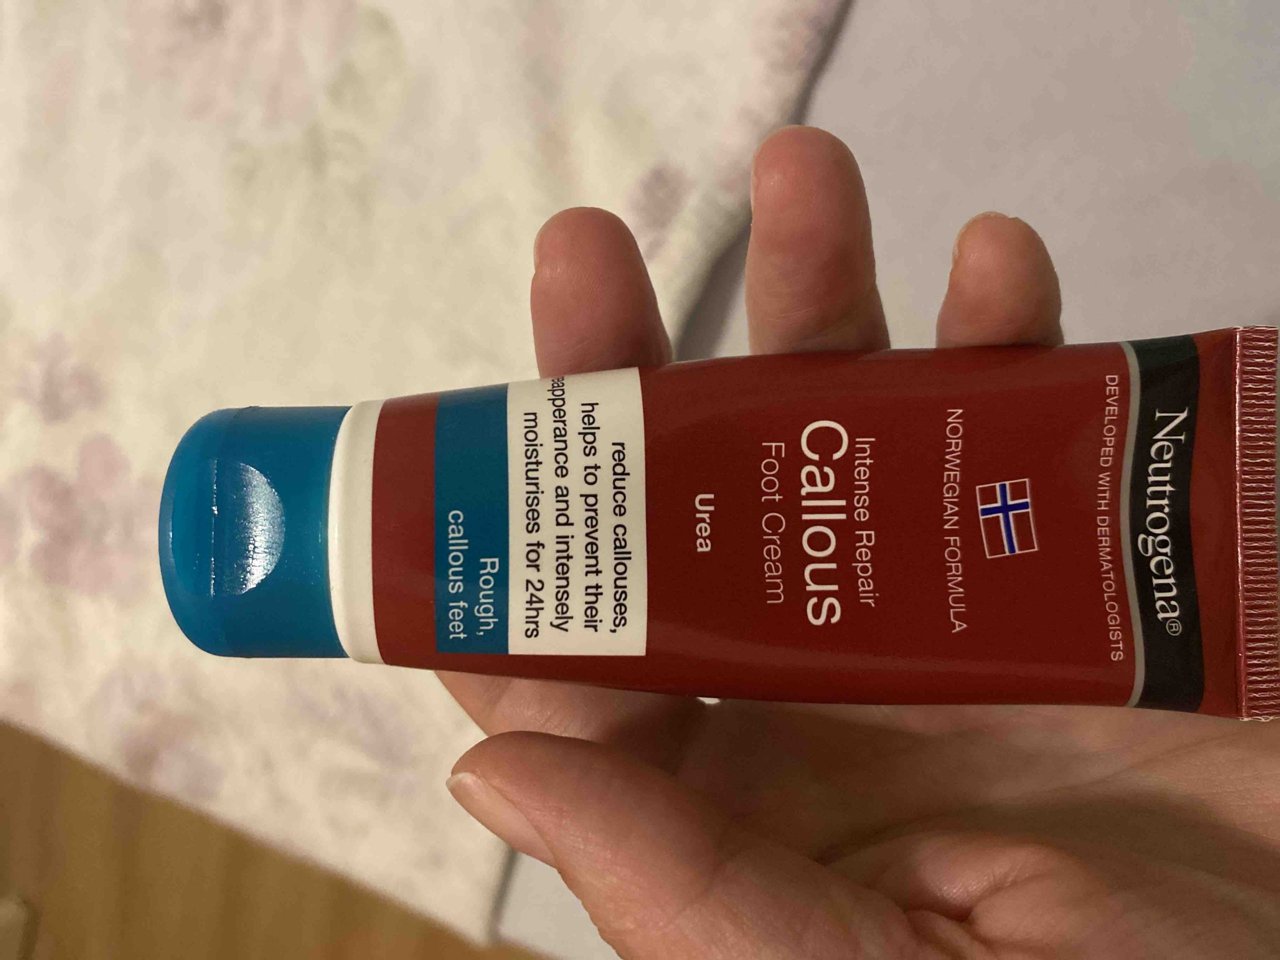 Neutrogena®
DEVELOPED WITH DERMATOLOGISTS
NORWEGIAN FORMULA
Intense Repair
Callous
Foot Cream
Urea
reduce callouses,
helps to prevent their
reapperance and intensely
moisturises for 24hrs
Rough,
callous feet